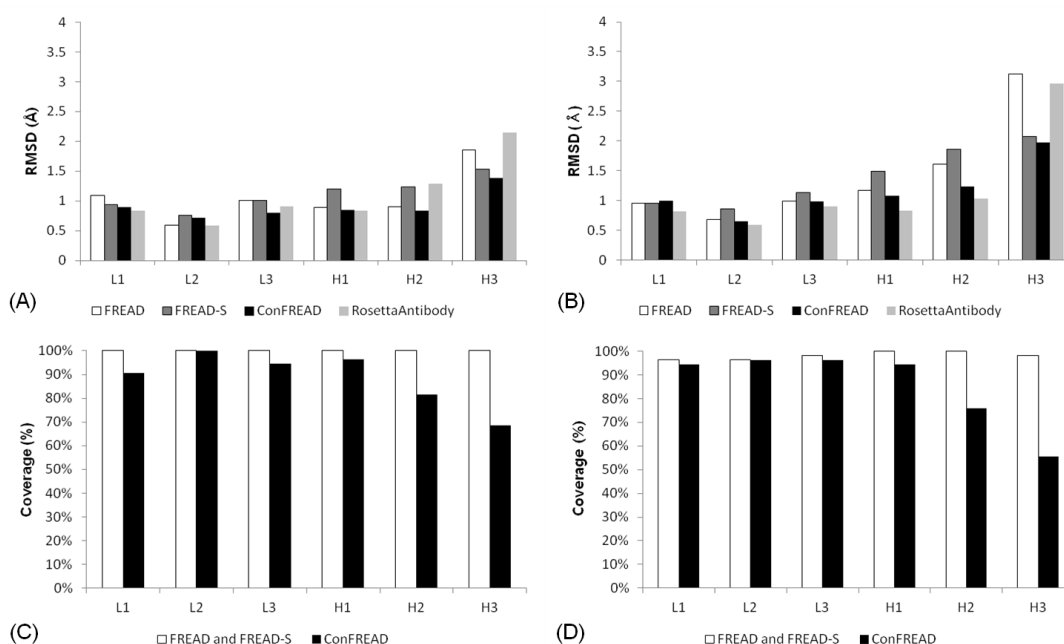 4
3.5
3
2.5
2
1.5
1
0.5
0
RMSD (Å)
L1 L2 L3 H1 H2 H3
(A)
FREAD FREAD-S ConFREAD RosettaAntibody
4
3.5
3
2.5
2
1.5
1
0.5
0
RMSD ( Å )
L1 L2 L3 H1 H2 H3
(B)
FREAD FREAD-S ConFREAD RosettaAntibody
100%
90%
80%
70%
60%
50%
40%
30%
20%
10%
0%
Coverage (%)
L1 L2 L3 H1 H2 H3
(C)
FREAD and FREAD-S ConFREAD
100%
90%
80%
70%
60%
50%
40%
30%
20%
10%
0%
Coverage (%)
L1 L2 L3 H1 H2 H3
(D)
FREAD and FREAD-S ConFREAD